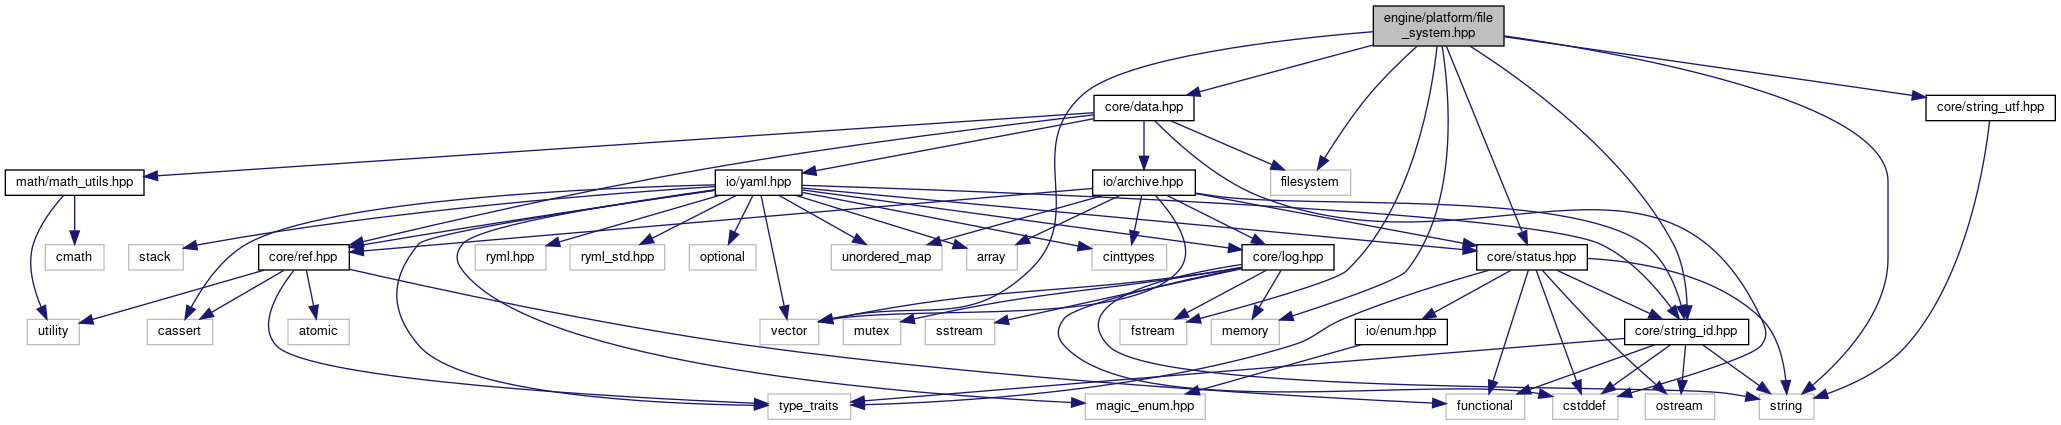 engine/platform/file
_system.hpp
core/data.hpp
core/string_utf.hpp
math/math_utils.hpp
io/yaml.hpp
io/archive.hpp
filesystem
cmath
stack
core/ref.hpp
ryml.hpp
ryml_std.hpp
optional
unordered_map
array
cinttypes
core/log.hpp
core/status.hpp
utility
cassert
atomic
vector
mutex
sstream
fstream
memory
io/enum.hpp
core/string_id.hpp
type_traits
magic_enum.hpp
functional
cstddef
ostream
string